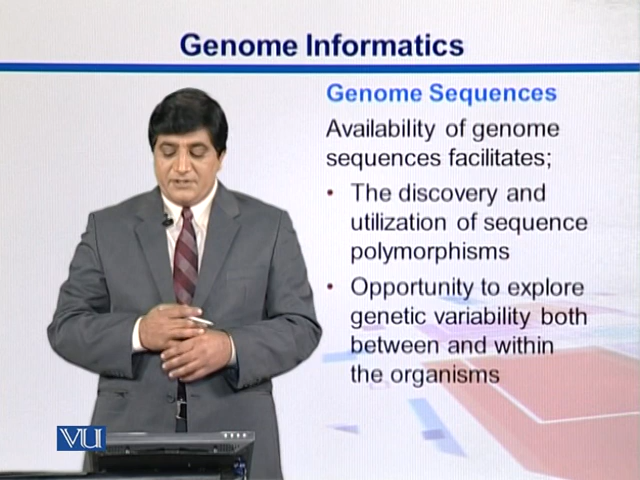 Genome Informatics
Genome Sequences
Availability of genome
sequences facilitates;
• The discovery and
utilization of sequence
polymorphisms
• Opportunity to explore
genetic variability both
between and within
the organisms
VU